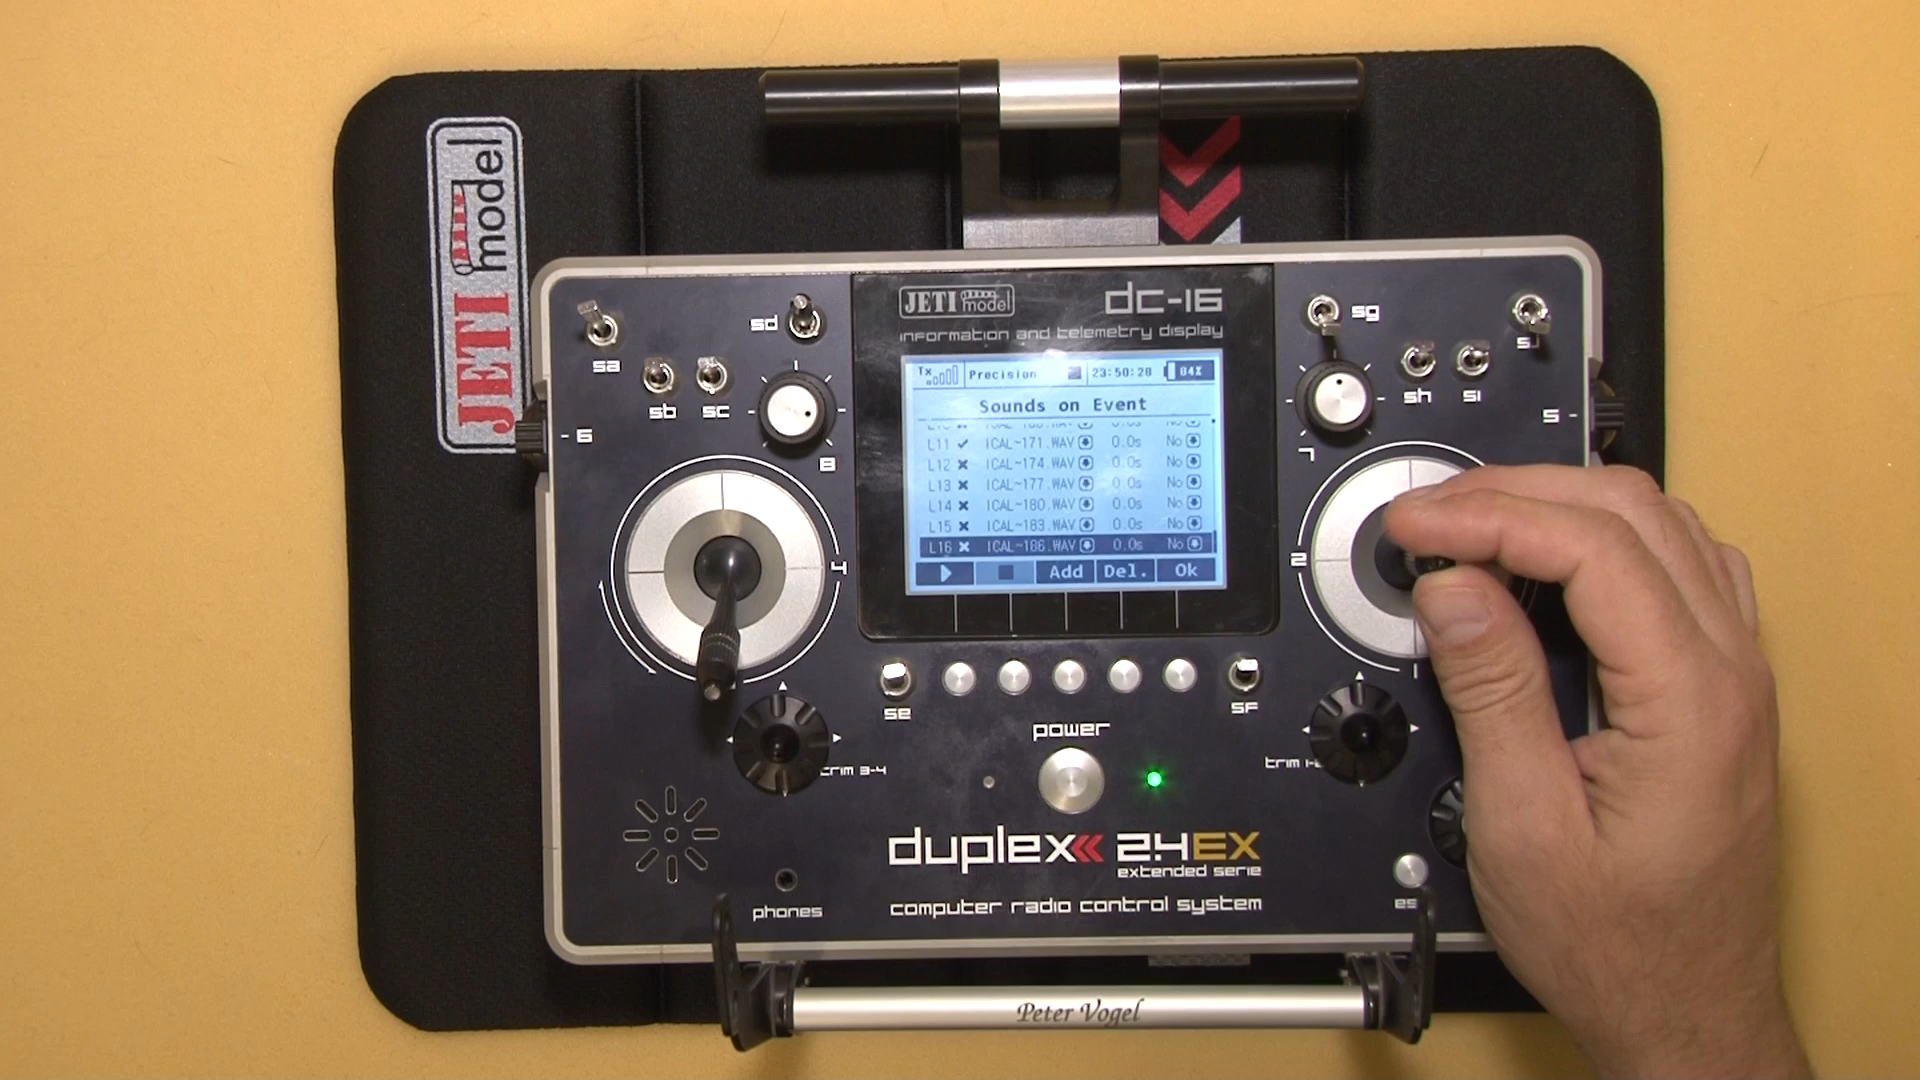 JETI model
JETI model
dc-16
information and telemetry display
Tx
Precision
23:50:28
84%
Sounds on Event
L11 ICAL~171.WAV 0.0s No
L12 ICAL~174.WAV 0.0s No
L13 ICAL~177.WAV 0.0s No
L14 ICAL~180.WAV 0.0s No
L15 ICAL~183.WAV 0.0s No
L16 ICAL~186.WAV 0.0s No
Add Del. Ok
sa
sb
sc
sd
sg
sh
si
6
8
7
5
4
2
1
se
sf
power
trim 3-4
duplex 2.4EX
extended serie
computer radio control system
phones
Peter Vogel